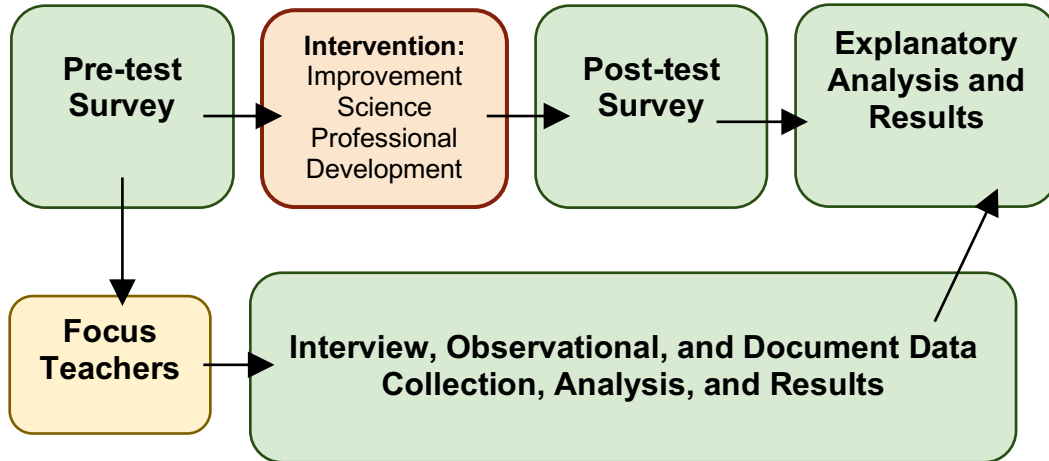 Pre-test
Survey
Intervention:
Improvement
Science
Professional
Development
Post-test
Survey
Explanatory
Analysis and
Results
Focus
Teachers
Interview, Observational, and Document Data
Collection, Analysis, and Results